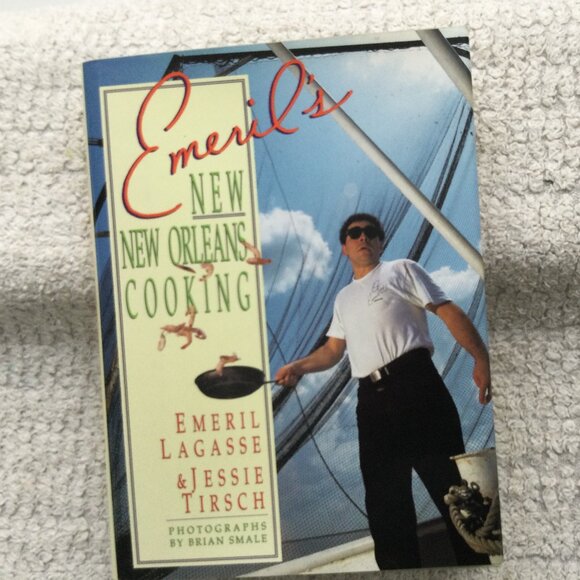 Emeril's
NEW
NEW ORLEANS
COOKING
EMERIL
LAGASSE
& JESSIE
TIRSCH
PHOTOGRAPHS
BY BRIAN SMALE